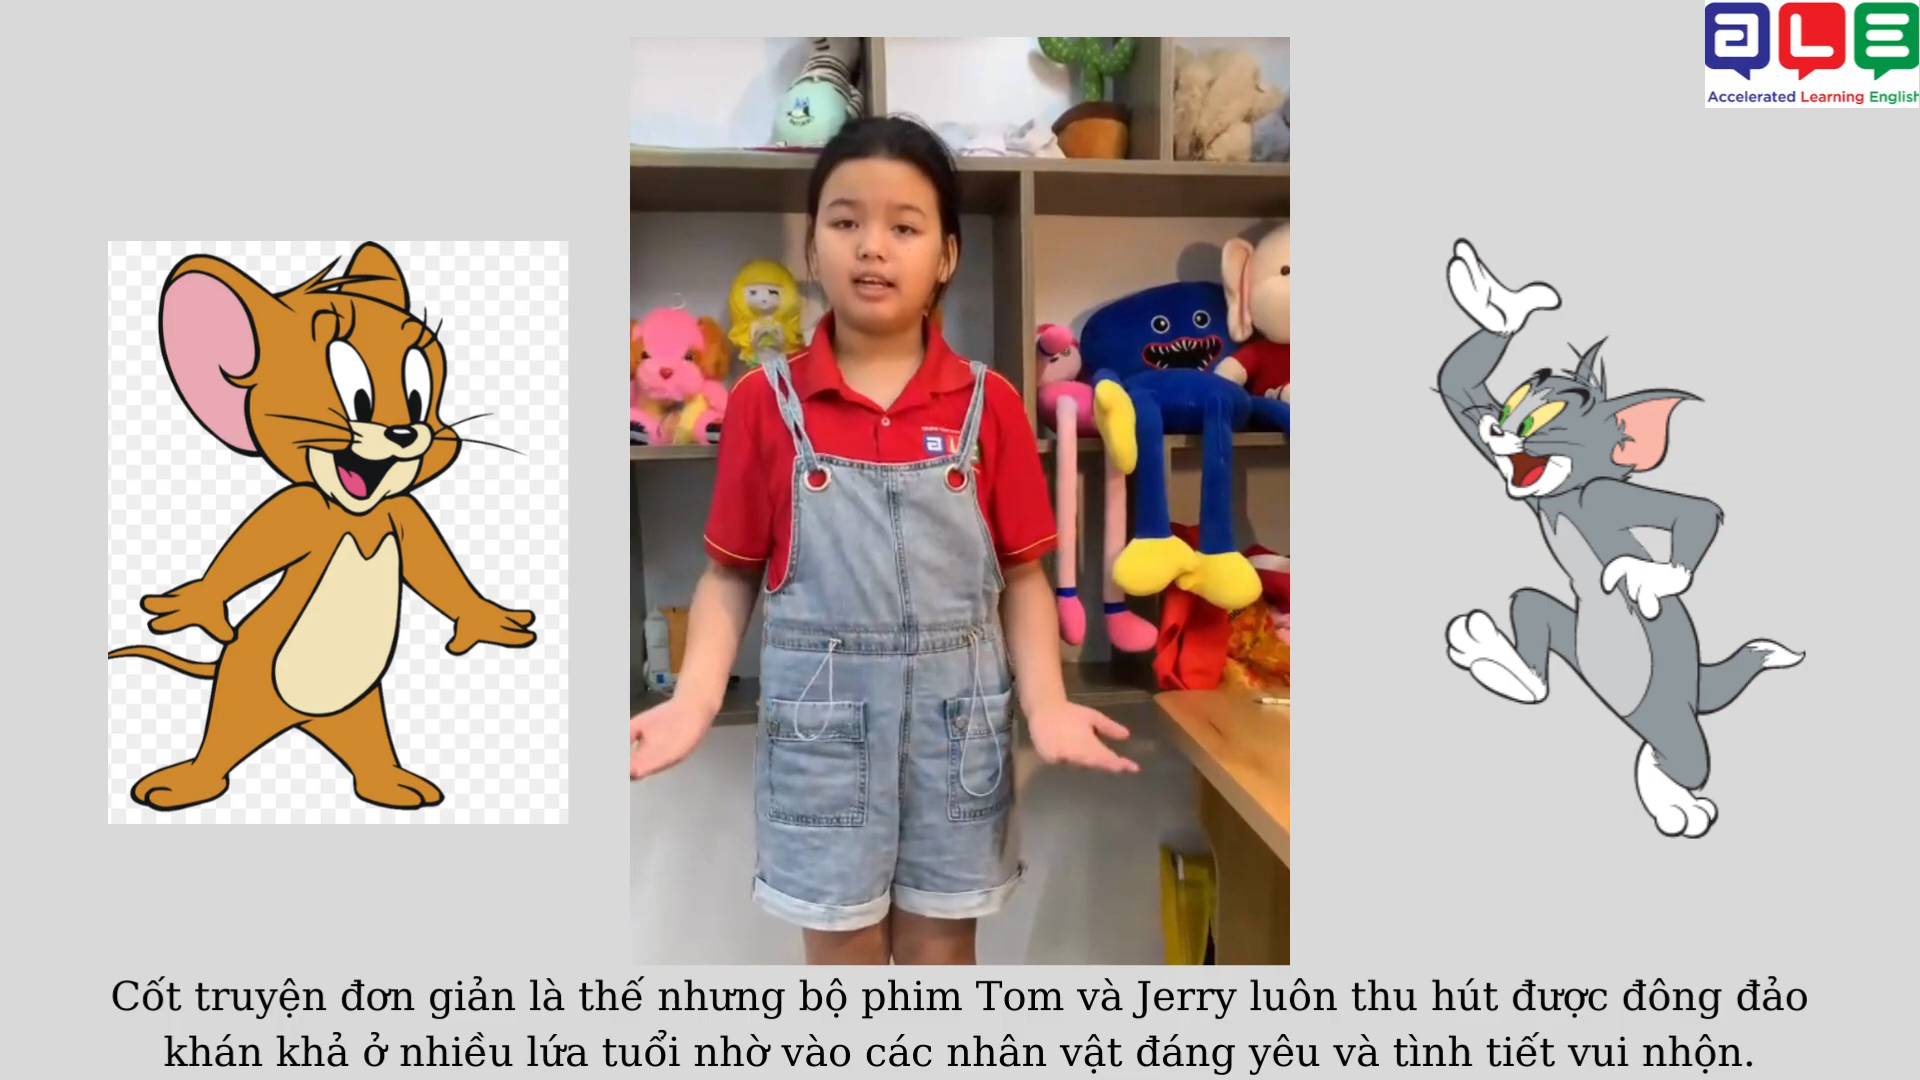 aLE
Accelerated Learning English
Cốt truyện đơn giản là thế nhưng bộ phim Tom và Jerry luôn thu hút được đông đảo
khán khả ở nhiều lứa tuổi nhờ vào các nhân vật đáng yêu và tình tiết vui nhộn.